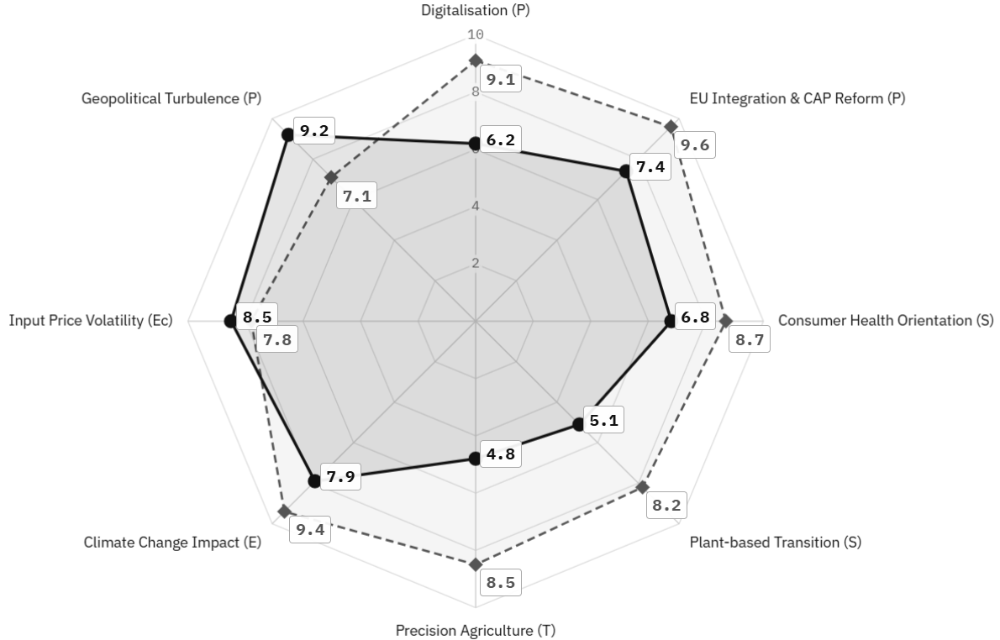 Digitalisation (P)
10
9.1
8
Geopolitical Turbulence (P)
EU Integration & CAP Reform (P)
9.2
6.2
9.6
7.4
7.1
4
2
Input Price Volatility (Ec)
8.5
7.8
6.8
8.7
Consumer Health Orientation (S)
5.1
4.8
7.9
8.2
9.4
Climate Change Impact (E)
Plant-based Transition (S)
8.5
Precision Agriculture (T)